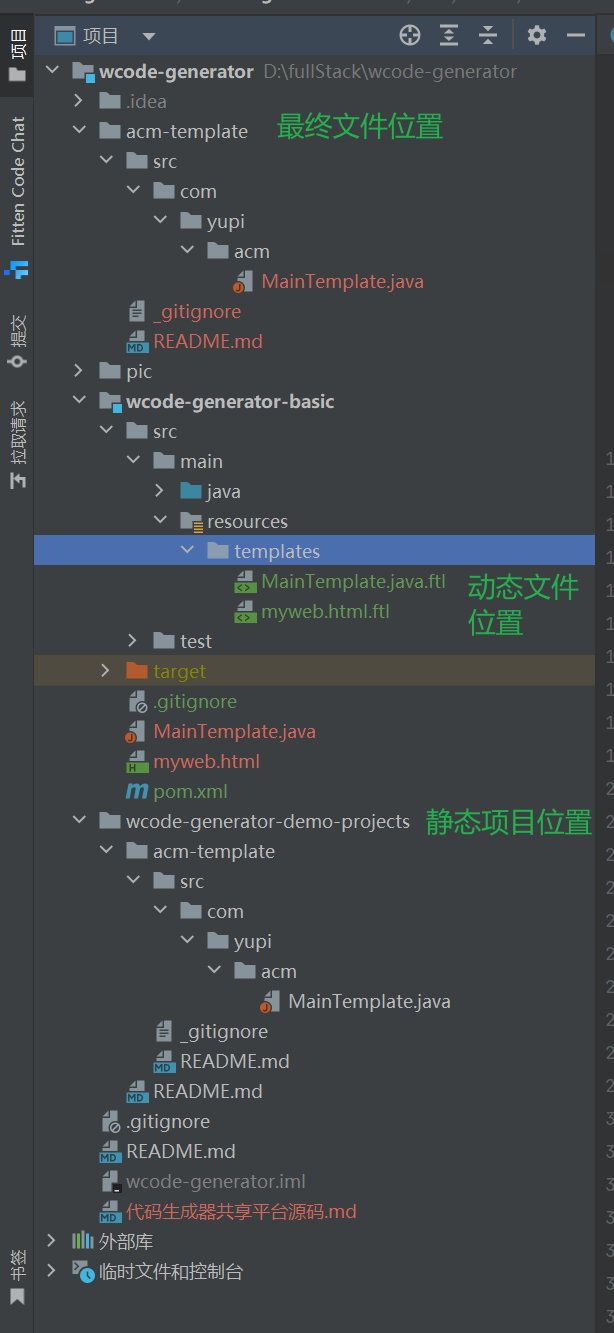 项目
wcode-generator D:\fullStack\wcode-generator
.idea
acm-template 最终文件位置
src
com
yupi
acm
MainTemplate.java
_gitignore
README.md
pic
wcode-generator-basic
src
main
java
resources
templates
MainTemplate.java.ftl 动态文件
myweb.html.ftl 位置
test
target
.gitignore
MainTemplate.java
myweb.html
pom.xml
wcode-generator-demo-projects 静态项目位置
acm-template
src
com
yupi
acm
MainTemplate.java
_gitignore
README.md
README.md
.gitignore
README.md
wcode-generator.iml
代码生成器共享平台源码.md
外部库
临时文件和控制台
项目
Fitten Code Chat
提交
拉取请求
书签